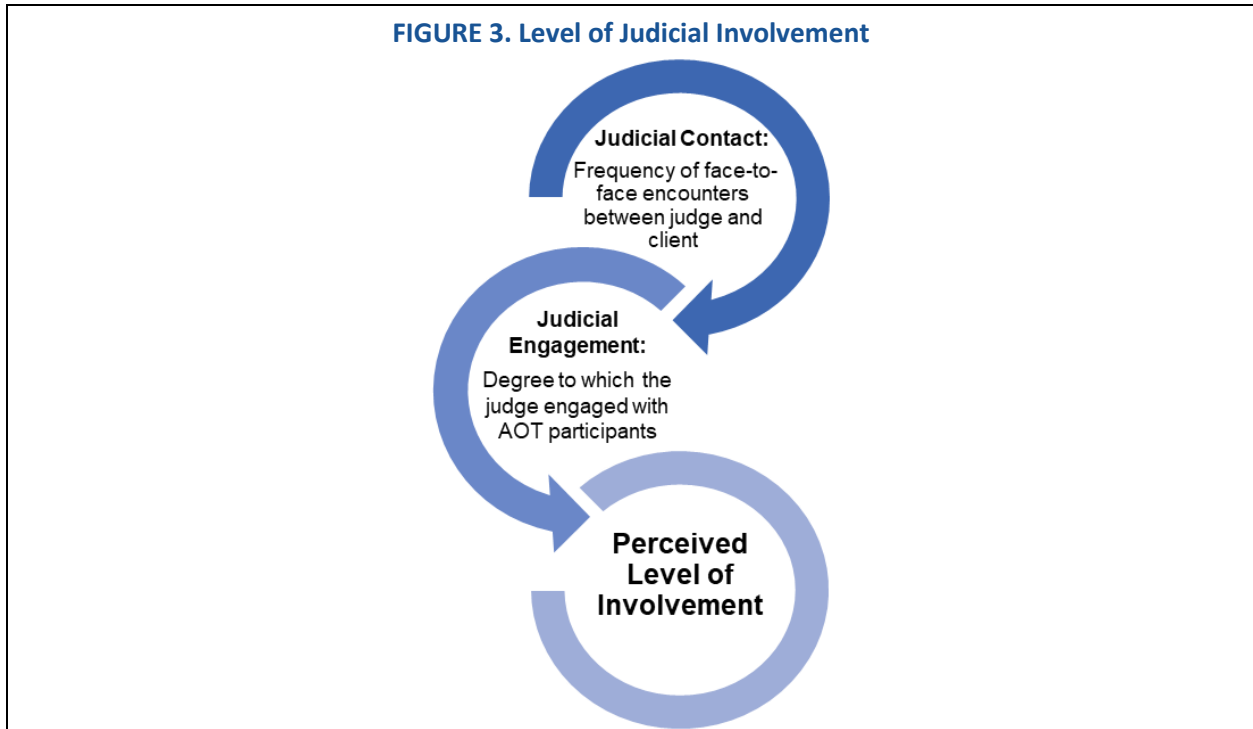 FIGURE 3. Level of Judicial Involvement
Judicial Contact:
Frequency of face-to-
face encounters
between judge and
client
Judicial
Engagement:
Degree to which the
judge engaged with
AOT participants
Perceived
Level of
Involvement